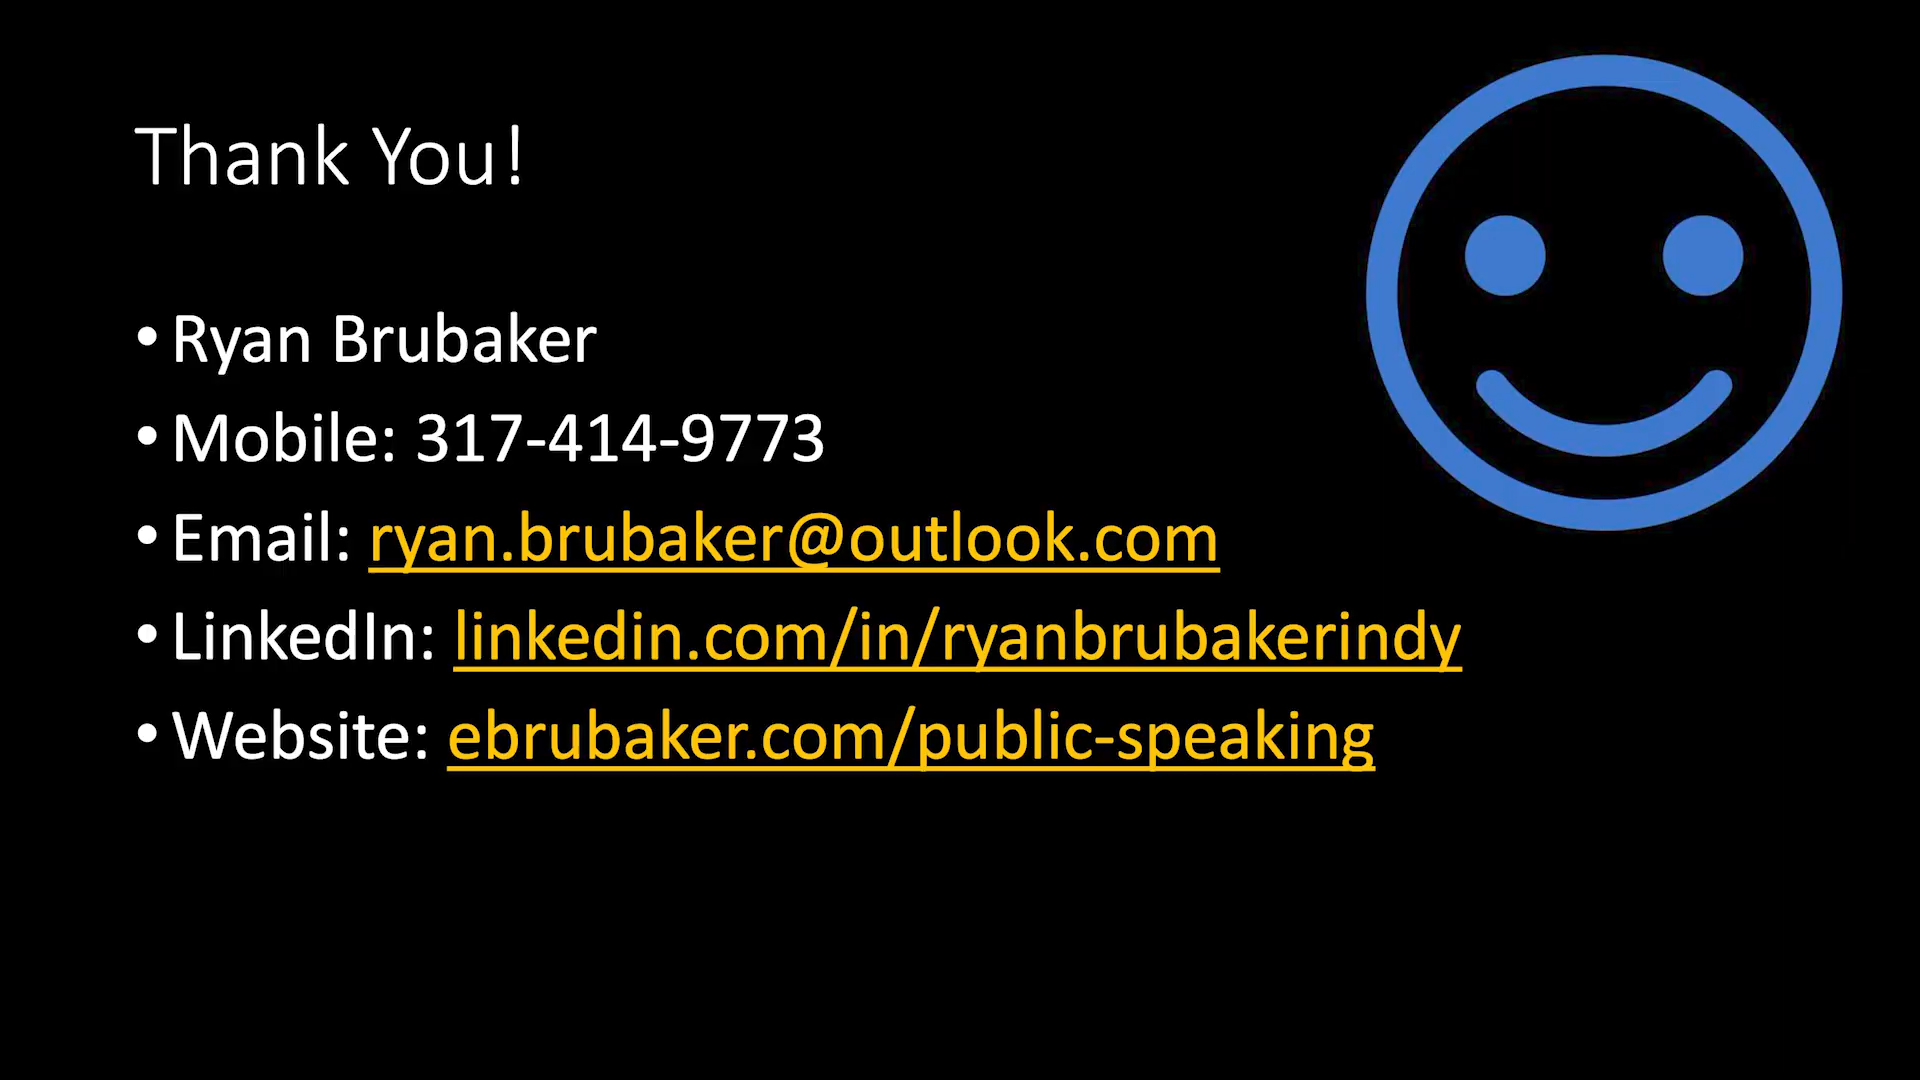 Thank You!
• Ryan Brubaker
• Mobile: 317-414-9773
• Email: ryan.brubaker@outlook.com
• LinkedIn: linkedin.com/in/ryanbrubakerindy
• Website: ebrubaker.com/public-speaking